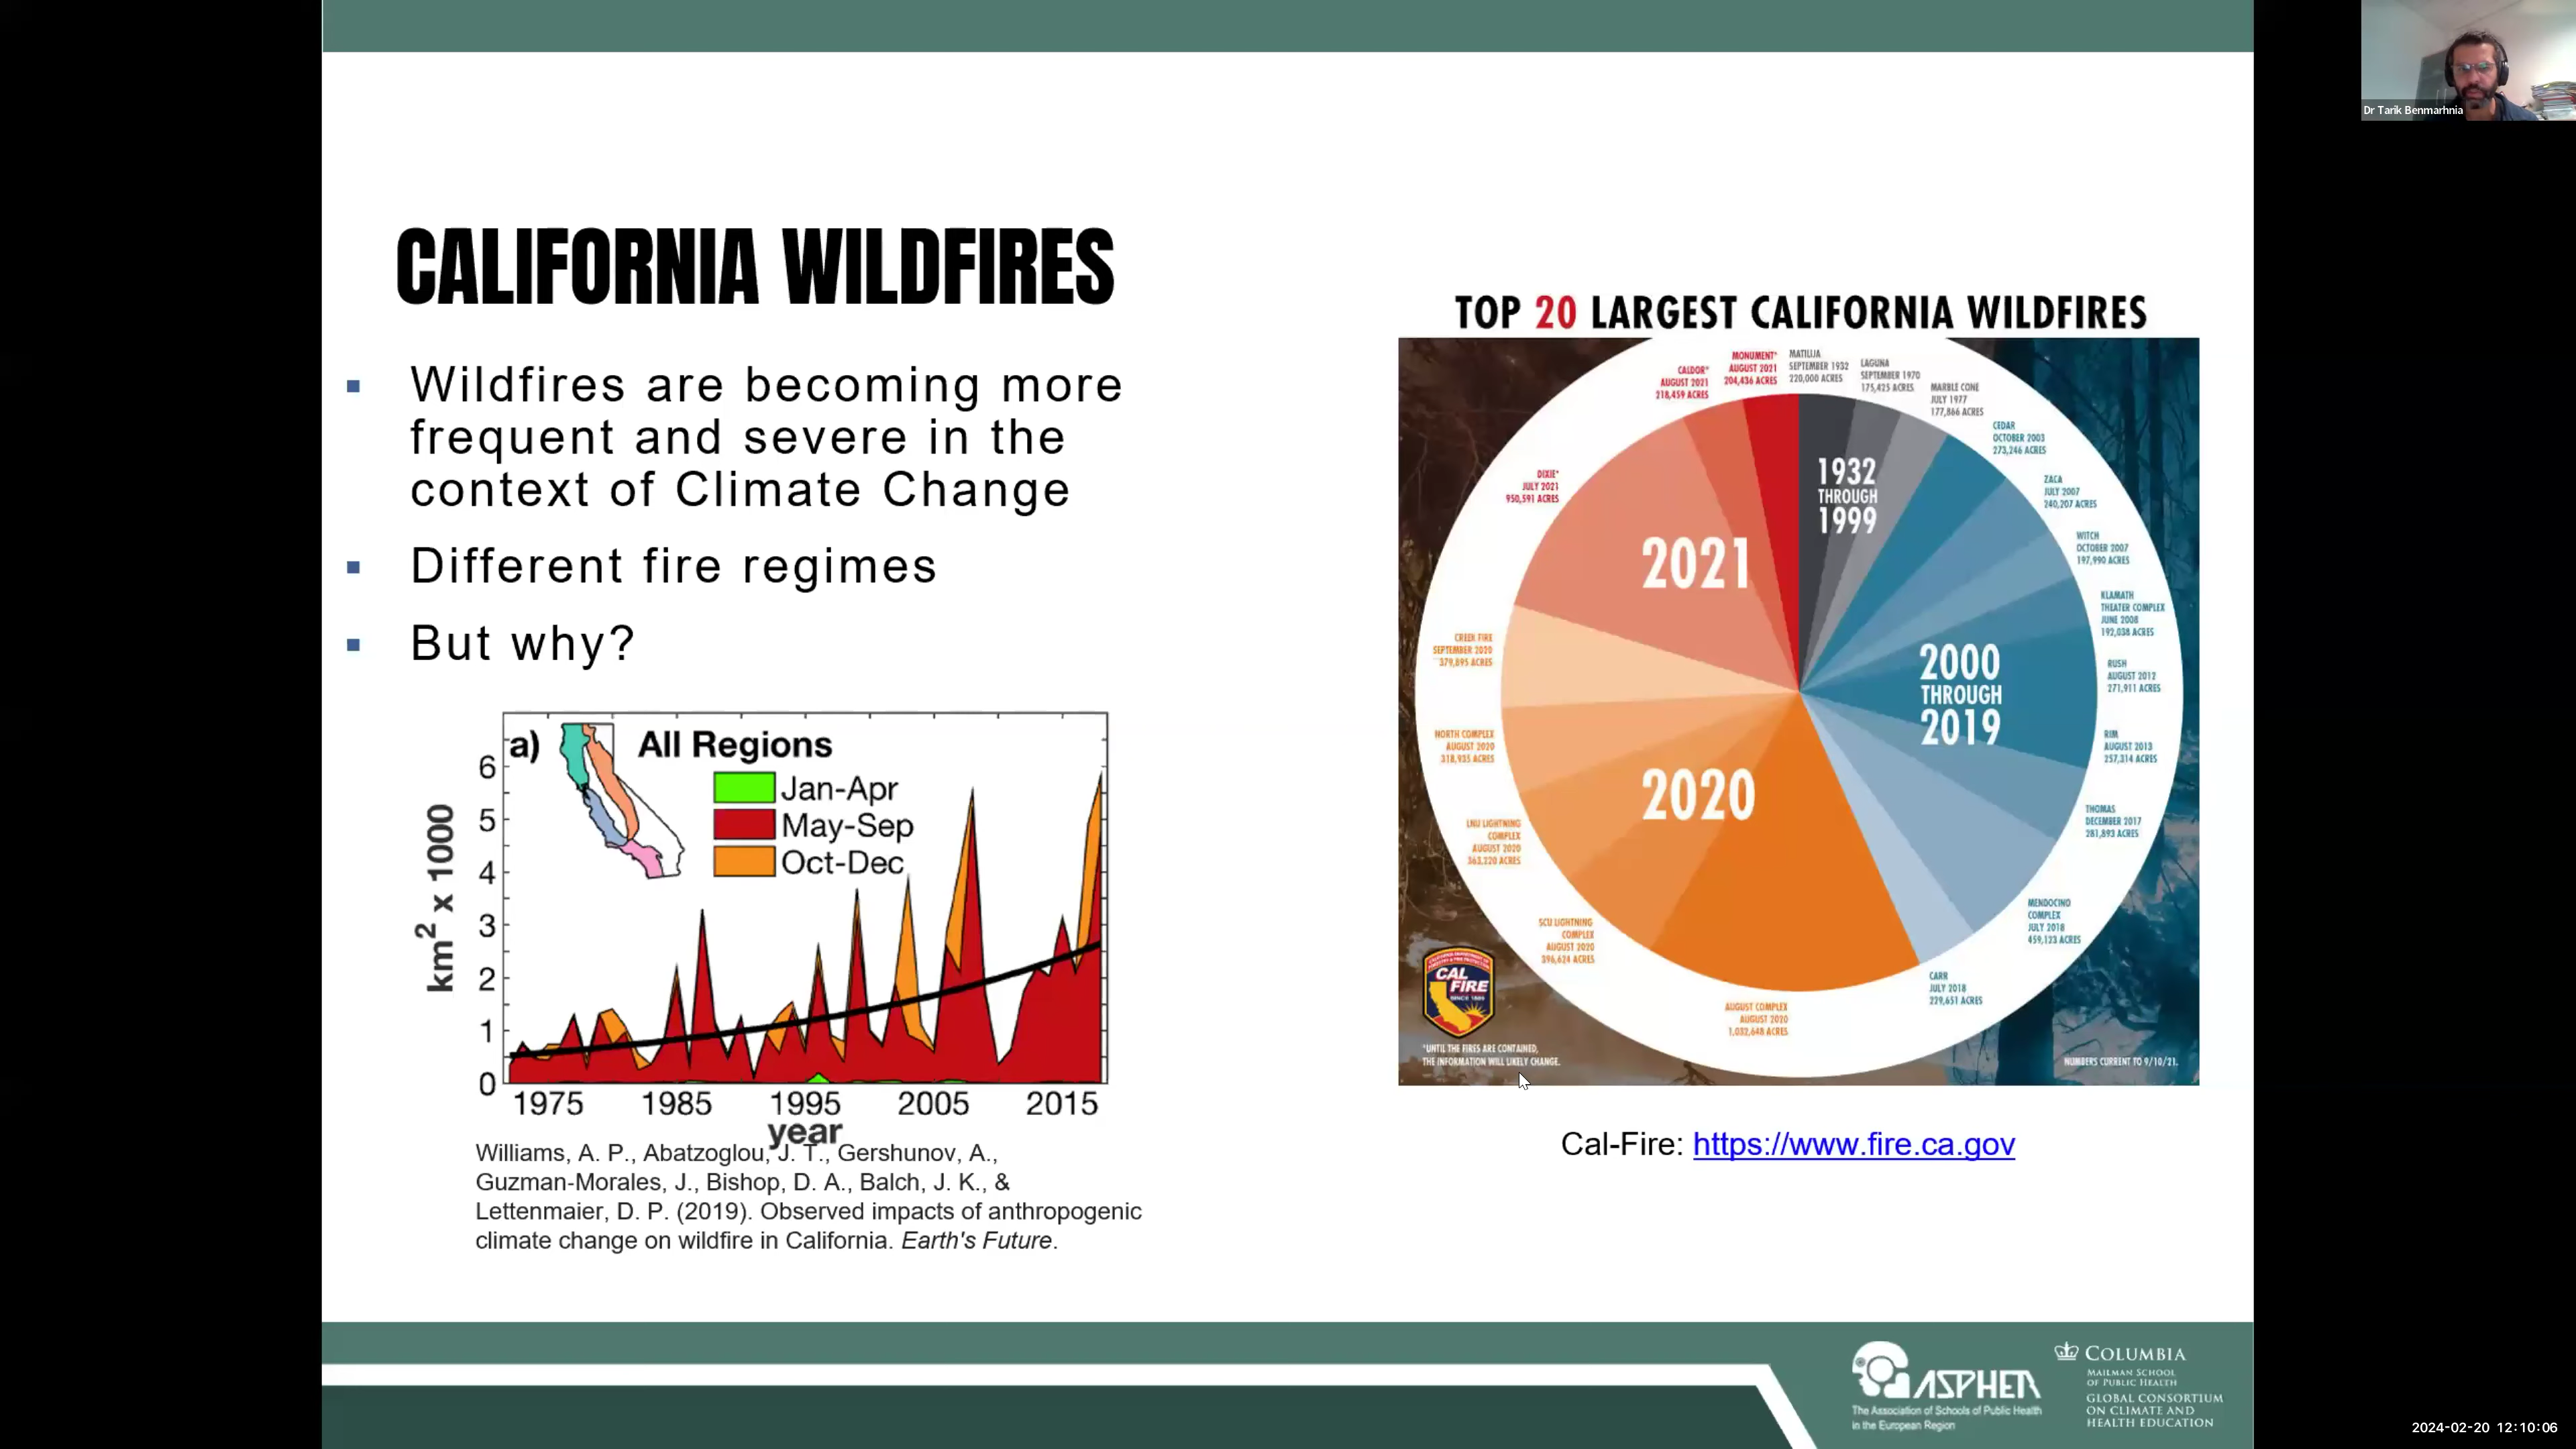 Dr Tarik Benmarhnia
CALIFORNIA WILDFIRES
Wildfires are becoming more
frequent and severe in the
context of Climate Change
Different fire regimes
But why?
a)
All Regions
Jan-Apr
May-Sep
Oct-Dec
km² x 1000
6
5
4
3
2
1
0
1975 1985 1995 2005 2015
year
Williams, A. P., Abatzoglou, J. T., Gershunov, A.,
Guzman-Morales, J., Bishop, D. A., Balch, J. K., &
Lettenmaier, D. P. (2019). Observed impacts of anthropogenic
climate change on wildfire in California. Earth's Future.
TOP 20 LARGEST CALIFORNIA WILDFIRES
MATILIJA
SEPTEMBER 1932
220,000 ACRES
LAGUNA
SEPTEMBER 1970
175,425 ACRES
MARBLE CONE
JULY 1977
177,866 ACRES
CEDAR
OCTOBER 2003
273,246 ACRES
ZACA
JULY 2007
240,207 ACRES
WITCH
OCTOBER 2007
197,990 ACRES
KLAMATH
THEATER COMPLEX
JUNE 2008
192,038 ACRES
RUSH
AUGUST 2012
271,911 ACRES
RIM
AUGUST 2013
257,314 ACRES
THOMAS
DECEMBER 2017
281,893 ACRES
MENDOCINO
COMPLEX
JULY 2018
459,123 ACRES
CARR
JULY 2018
229,651 ACRES
AUGUST COMPLEX
AUGUST 2020
1,032,648 ACRES
SCU LIGHTNING
COMPLEX
AUGUST 2020
396,624 ACRES
LNU LIGHTNING
COMPLEX
AUGUST 2020
363,220 ACRES
NORTH COMPLEX
AUGUST 2020
318,935 ACRES
CREEK FIRE
SEPTEMBER 2020
379,895 ACRES
DIXIE*
JULY 2021
950,591 ACRES
CALDOR*
AUGUST 2021
218,459 ACRES
MONUMENT*
AUGUST 2021
204,436 ACRES
1932
THROUGH
1999
2000
THROUGH
2019
2020
2021
CAL
FIRE
SINCE 1885
*UNTIL THE FIRES ARE CONTAINED,
THE INFORMATION WILL LIKELY CHANGE.
NUMBERS CURRENT TO 9/10/21.
Cal-Fire: https://www.fire.ca.gov
ASPHER
The Association of Schools of Public Health
in the European Region
COLUMBIA
MAILMAN SCHOOL
OF PUBLIC HEALTH
GLOBAL CONSORTIUM
ON CLIMATE AND
HEALTH EDUCATION
2024-02-20 12:10:06